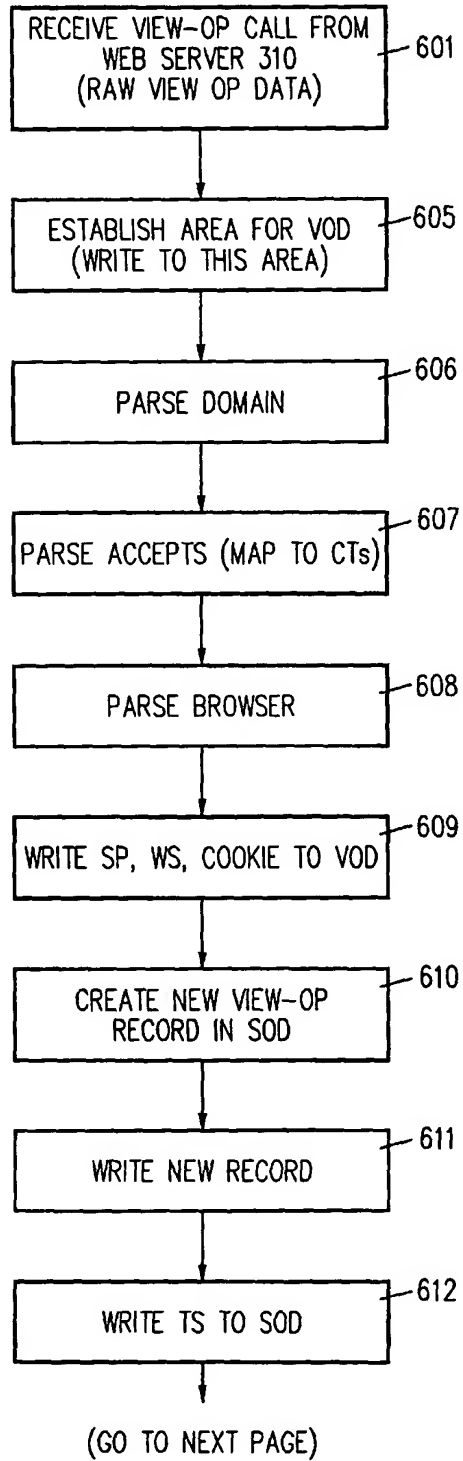 RECEIVE VIEW-OP CALL FROM
WEB SERVER 310
(RAW VIEW OP DATA)
601
ESTABLISH AREA FOR VOD
(WRITE TO THIS AREA)
605
PARSE DOMAIN
606
PARSE ACCEPTS (MAP TO CTs)
607
PARSE BROWSER
608
WRITE SP, WS, COOKIE TO VOD
609
CREATE NEW VIEW-OP
RECORD IN SOD
610
WRITE NEW RECORD
611
WRITE TS TO SOD
612
(GO TO NEXT PAGE)